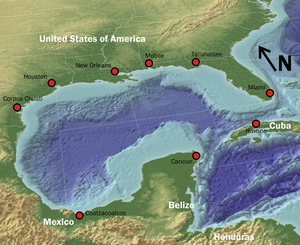 United States of America
Tallahassee
Mobile
New Orleans
N
Houston
Miami
Corpus Christi
Cuba
Havana
Cancun
Belize
Coatzacoalcos
Mexico
Honduras